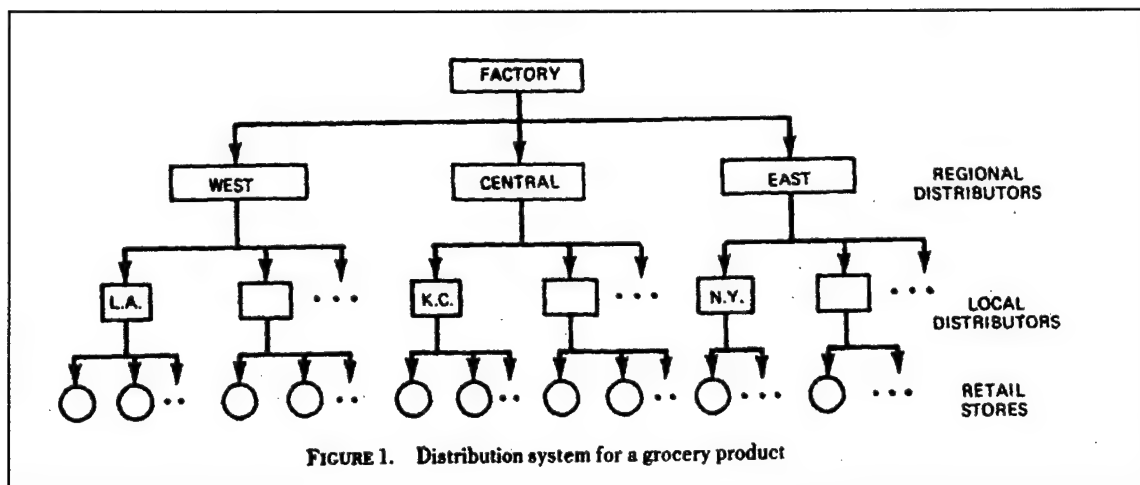 FACTORY
WEST
CENTRAL
EAST
REGIONAL
DISTRIBUTORS
L.A.
...
K.C.
...
N.Y.
...
LOCAL
DISTRIBUTORS
..
..
..
..
...
...
RETAIL
STORES
FIGURE 1. Distribution system for a grocery product